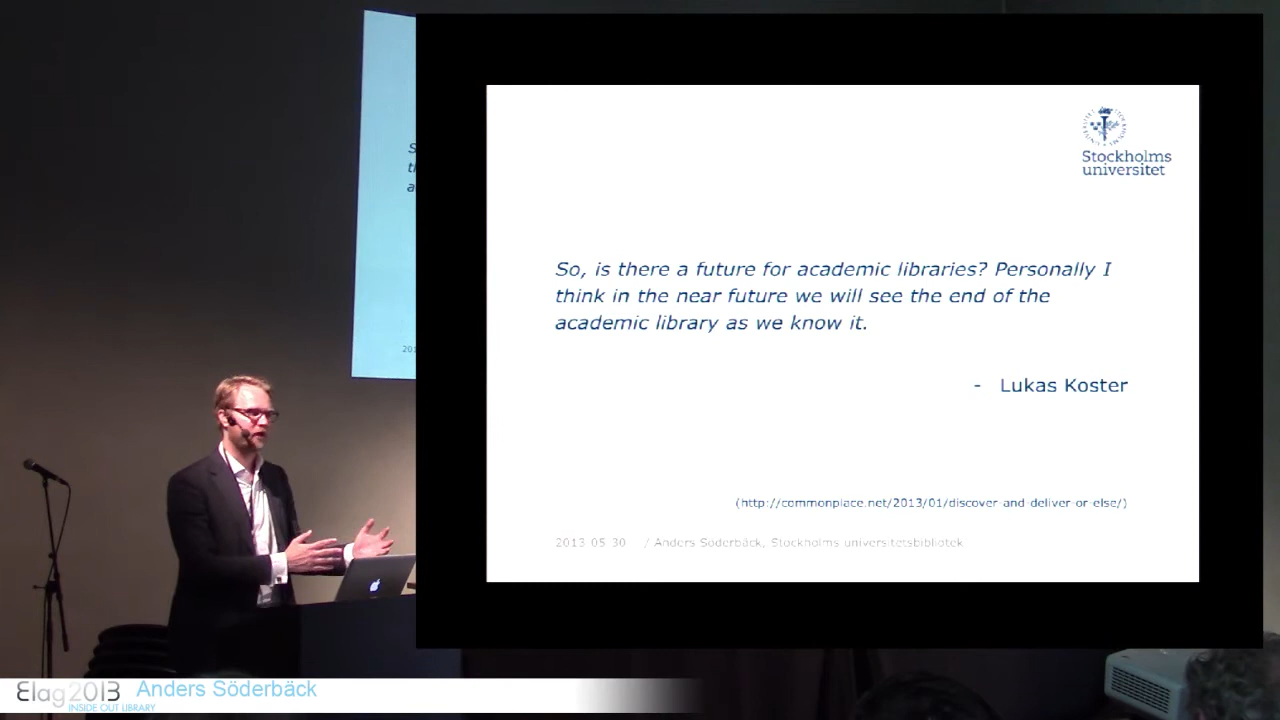 Stockholms
universitet
So, is there a future for academic libraries? Personally I
think in the near future we will see the end of the
academic library as we know it.
- Lukas Koster
(http://commonplace.net/2013/01/discover-and-deliver-or-else/)
2013-05-30 / Anders Söderbäck, Stockholms universitetsbibliotek
Elag2013 Anders Söderbäck
INSIDE OUT LIBRARY